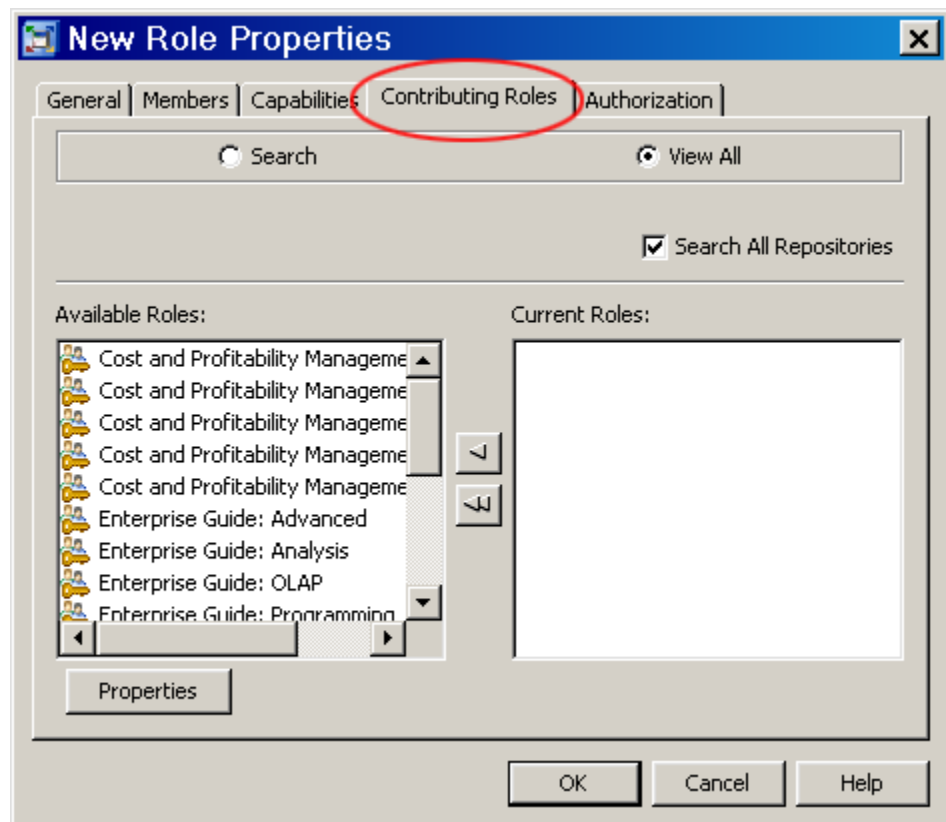 New Role Properties
General Members Capabilities Contributing Roles Authorization
Search View All
Search All Repositories
Available Roles: Current Roles:
Cost and Profitability Manageme
Cost and Profitability Manageme
Cost and Profitability Manageme
Cost and Profitability Manageme
Cost and Profitability Manageme
Enterprise Guide: Advanced
Enterprise Guide: Analysis
Enterprise Guide: OLAP
Enterprise Guide: Programming
Properties
OK Cancel Help